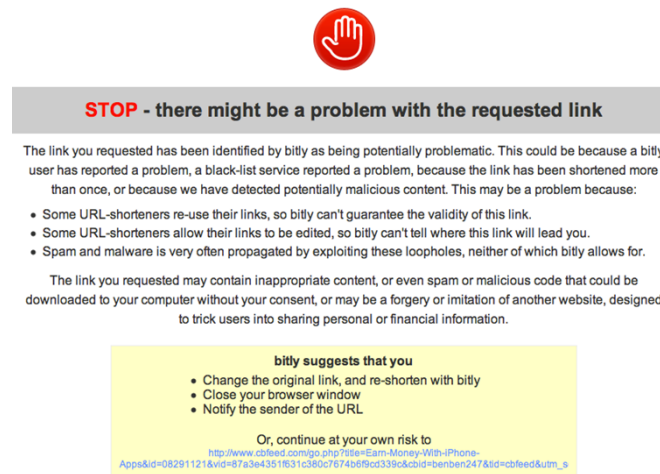 STOP - there might be a problem with the requested link
The link you requested has been identified by bitly as being potentially problematic. This could be because a bitly
user has reported a problem, a black-list service reported a problem, because the link has been shortened more
than once, or because we have detected potentially malicious content. This may be a problem because:
• Some URL-shorteners re-use their links, so bitly can't guarantee the validity of this link.
• Some URL-shorteners allow their links to be edited, so bitly can't tell where this link will lead you.
• Spam and malware is very often propagated by exploiting these loopholes, neither of which bitly allows for.
The link you requested may contain inappropriate content, or even spam or malicious code that could be
downloaded to your computer without your consent, or may be a forgery or imitation of another website, designed
to trick users into sharing personal or financial information.
bitly suggests that you
• Change the original link, and re-shorten with bitly
• Close your browser window
• Notify the sender of the URL
Or, continue at your own risk to
http://www.cbfeed.com/go.php?title=Earn-Money-With-iPhone-
Apps&id=08291121&vid=87a3e4351f631c380c7674b6f9cd339c&cbid=benben247&tid=cbfeed&utm_s